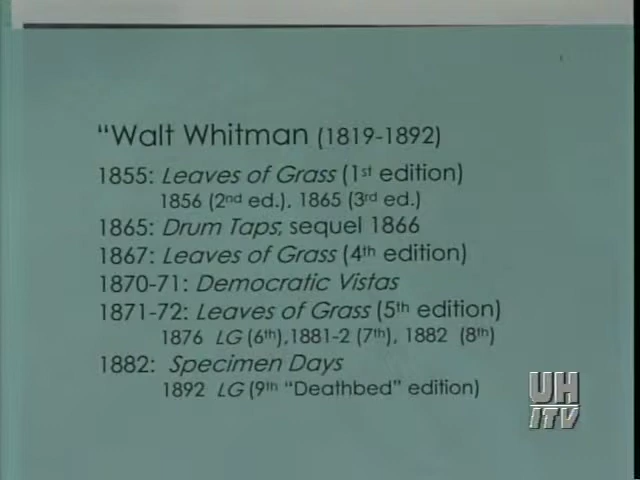 “Walt Whitman (1819-1892)
1855: Leaves of Grass (1st edition)
1856 (2nd ed.), 1865 (3rd ed.)
1865: Drum Taps; sequel 1866
1867: Leaves of Grass (4th edition)
1870-71: Democratic Vistas
1871-72: Leaves of Grass (5th edition)
1876 LG (6th),1881-2 (7th), 1882 (8th)
1882: Specimen Days
1892 LG (9th “Deathbed” edition)
UH
ITV